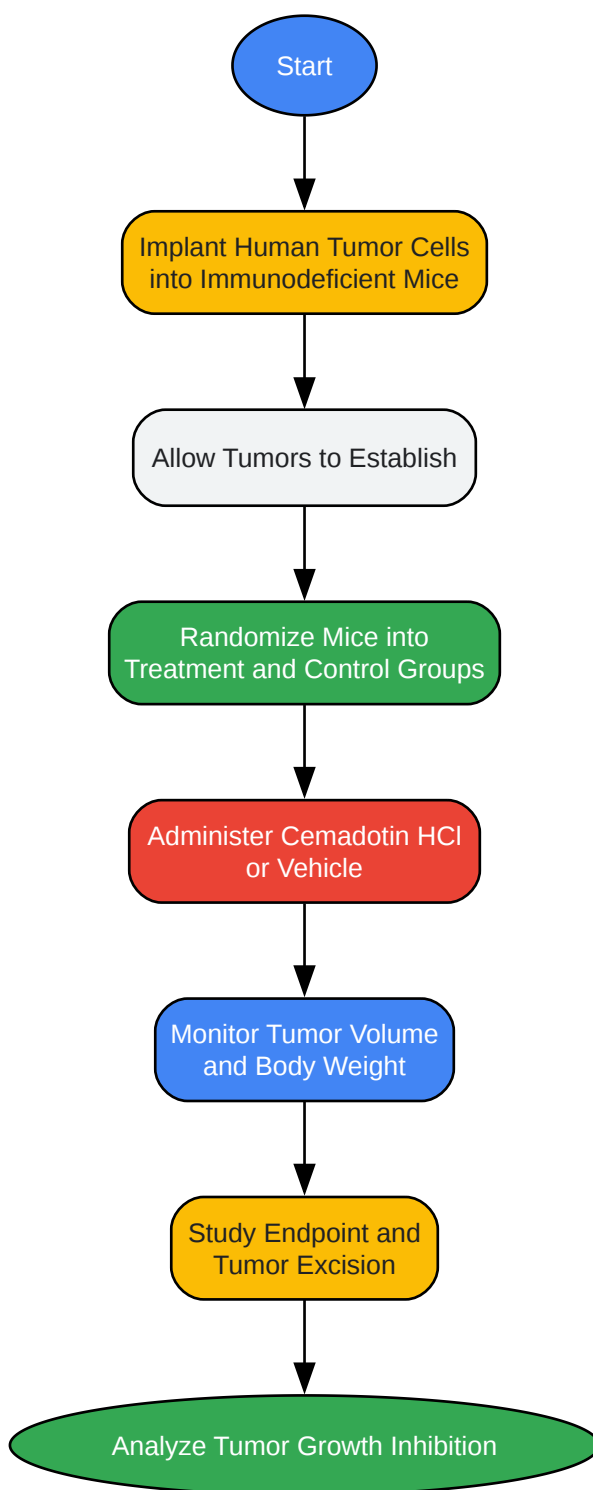 Start
Implant Human Tumor Cells
into Immunodeficient Mice
Allow Tumors to Establish
Randomize Mice into
Treatment and Control Groups
Administer Cemadotin HCl
or Vehicle
Monitor Tumor Volume
and Body Weight
Study Endpoint and
Tumor Excision
Analyze Tumor Growth Inhibition